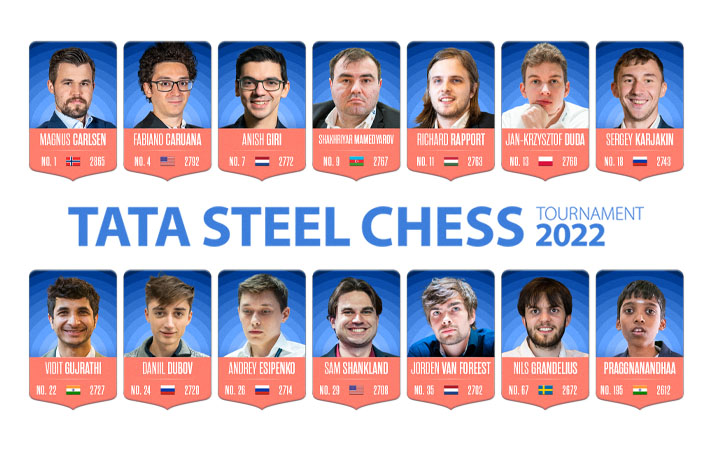 MAGNUS CARLSEN
NO. 1 2865
FABIANO CARUANA
NO. 4 2792
ANISH GIRI
NO. 7 2772
SHAKHRIYAR MAMEDYAROV
NO. 9 2767
RICHARD RAPPORT
NO. 11 2763
JAN-KRZYSZTOF DUDA
NO. 13 2760
SERGEY KARJAKIN
NO. 18 2743
TATA STEEL CHESS TOURNAMENT 2022
VIDIT GUJRATHI
NO. 22 2727
DANIIL DUBOV
NO. 24 2720
ANDREY ESIPENKO
NO. 26 2714
SAM SHANKLAND
NO. 29 2708
JORDEN VAN FOREEST
NO. 35 2702
NILS GRANDELIUS
NO. 67 2672
PRAGGNANANDHAA
NO. 195 2612